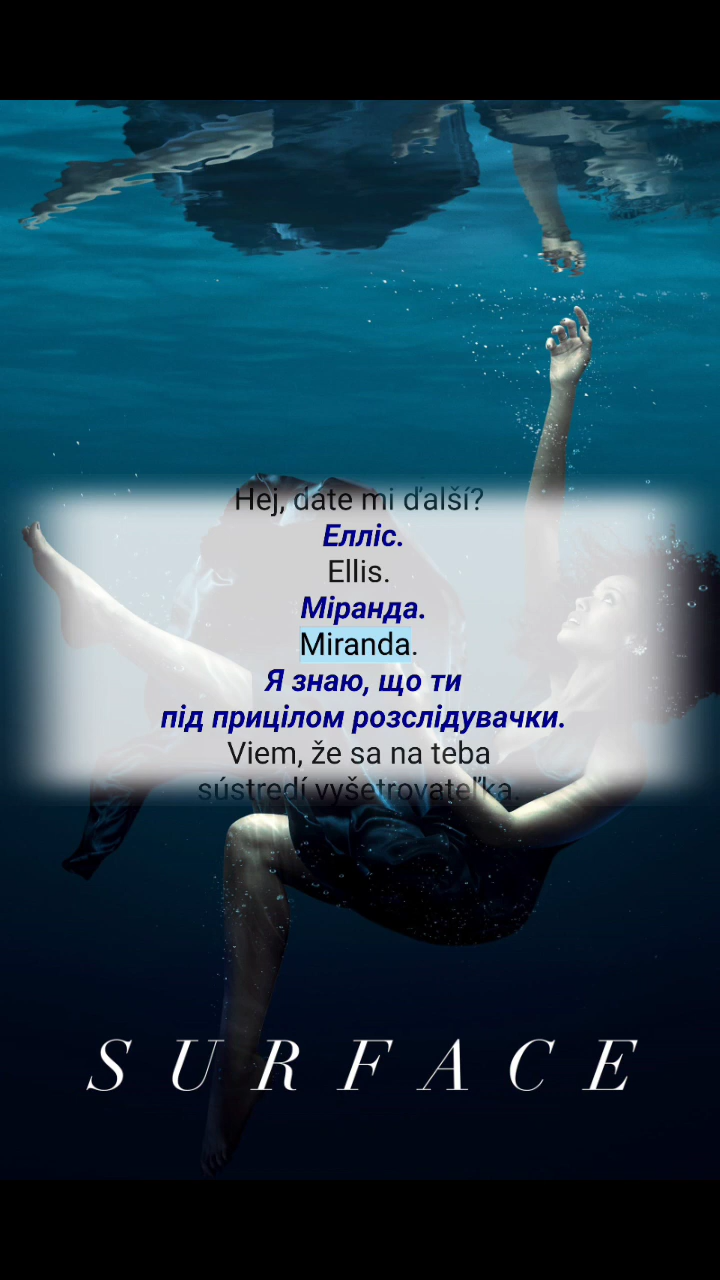 Hej, dáte mi ďalší?
Елліс.
Ellis.
Міранда.
Miranda.
Я знаю, що ти
під прицілом розслідувачки.
Viem, že sa na teba
sústredí vyšetrovateľka.
SURFACE